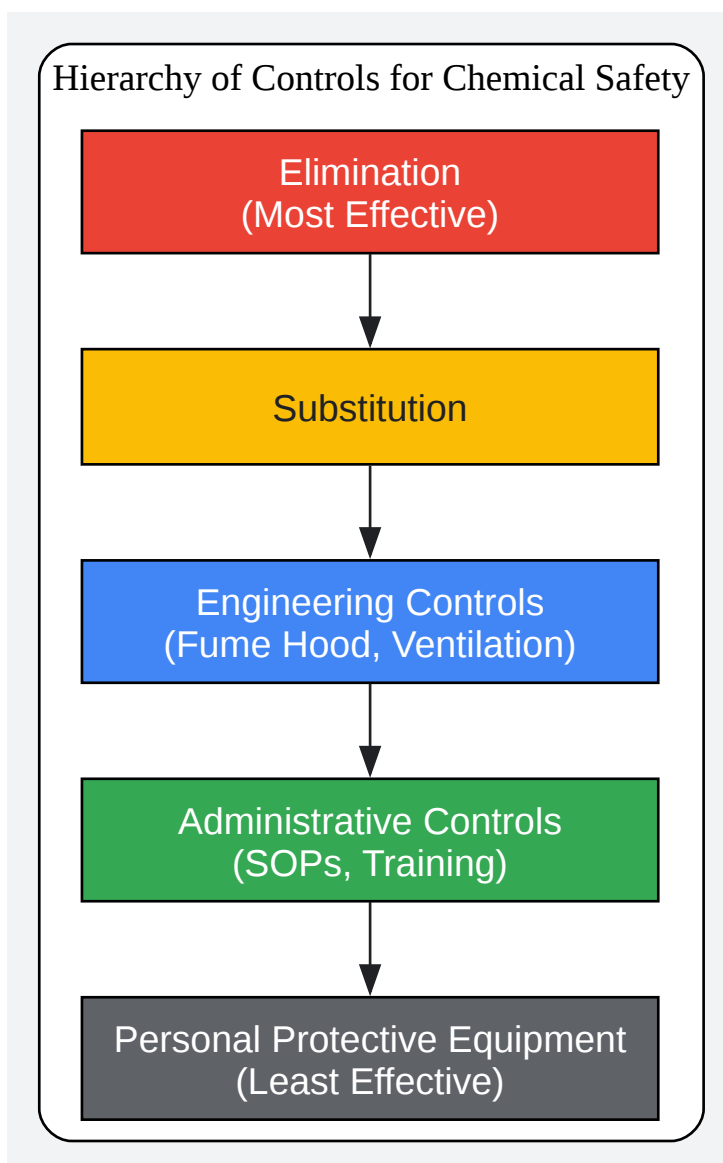 Hierarchy of Controls for Chemical Safety
Elimination
(Most Effective)
Substitution
Engineering Controls
(Fume Hood, Ventilation)
Administrative Controls
(SOPs, Training)
Personal Protective Equipment
(Least Effective)